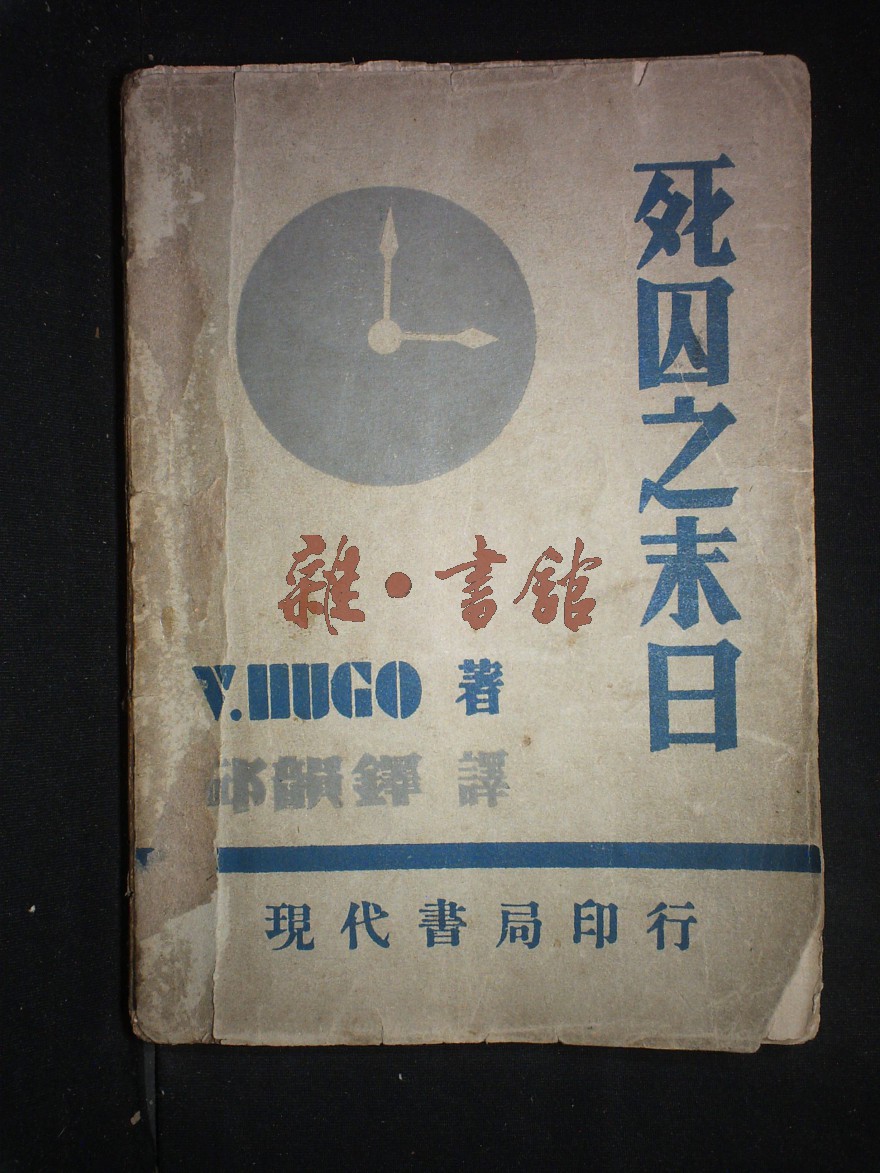 死囚之末日
雜·書館
V.HUGO 著
邱韻鐸 譯
現代書局印行